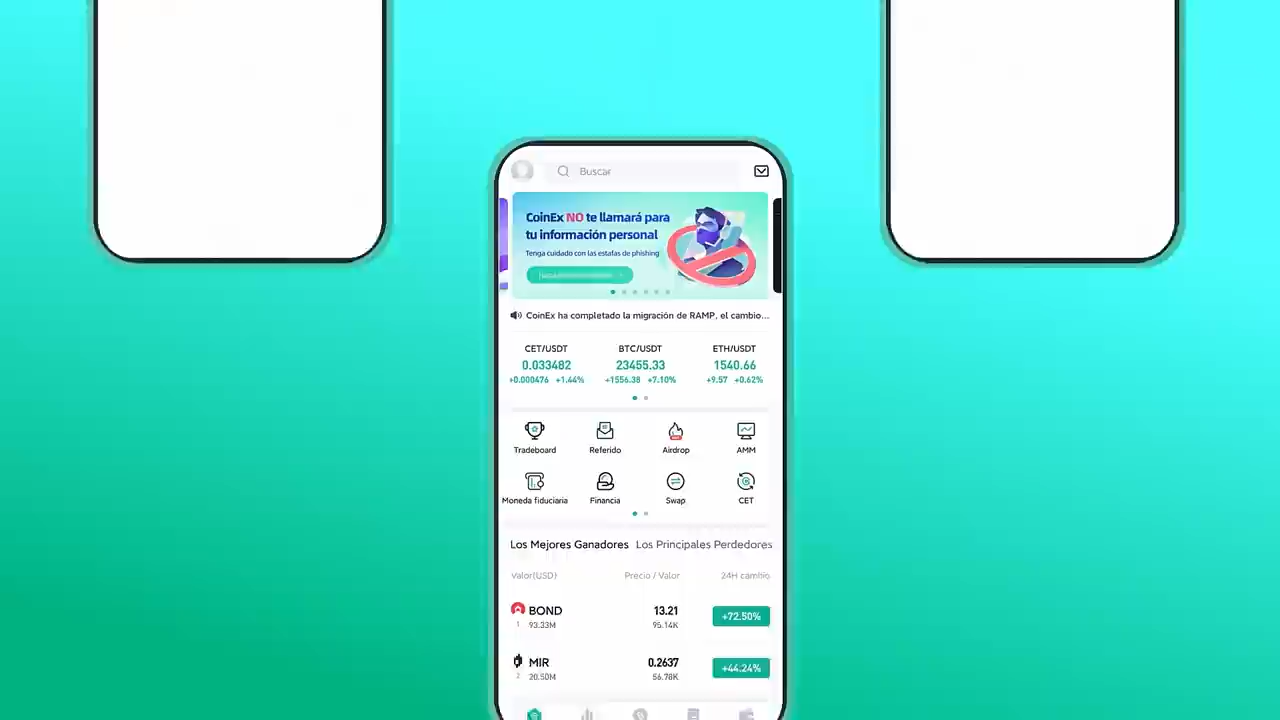 Buscar
CoinEx NO te llamará para
tu información personal
Tenga cuidado con las estafas de phishing
CoinEx ha completado la migración de RAMP, el cambio...
CET/USDT BTC/USDT ETH/USDT
0.033482 23455.33 1540.66
+0.000476 +1.44% +1556.38 +7.10% +9.57 +0.62%
Tradeboard Referido Airdrop AMM
Moneda fiduciaria Financia Swap CET
Los Mejores Ganadores Los Principales Perdedores
Valor(USD) Precio / Valor 24H cambio
BOND 13.21 +72.50%
1 93.33M 95.14K
MIR 0.2637 +44.24%
2 20.50M 56.78K